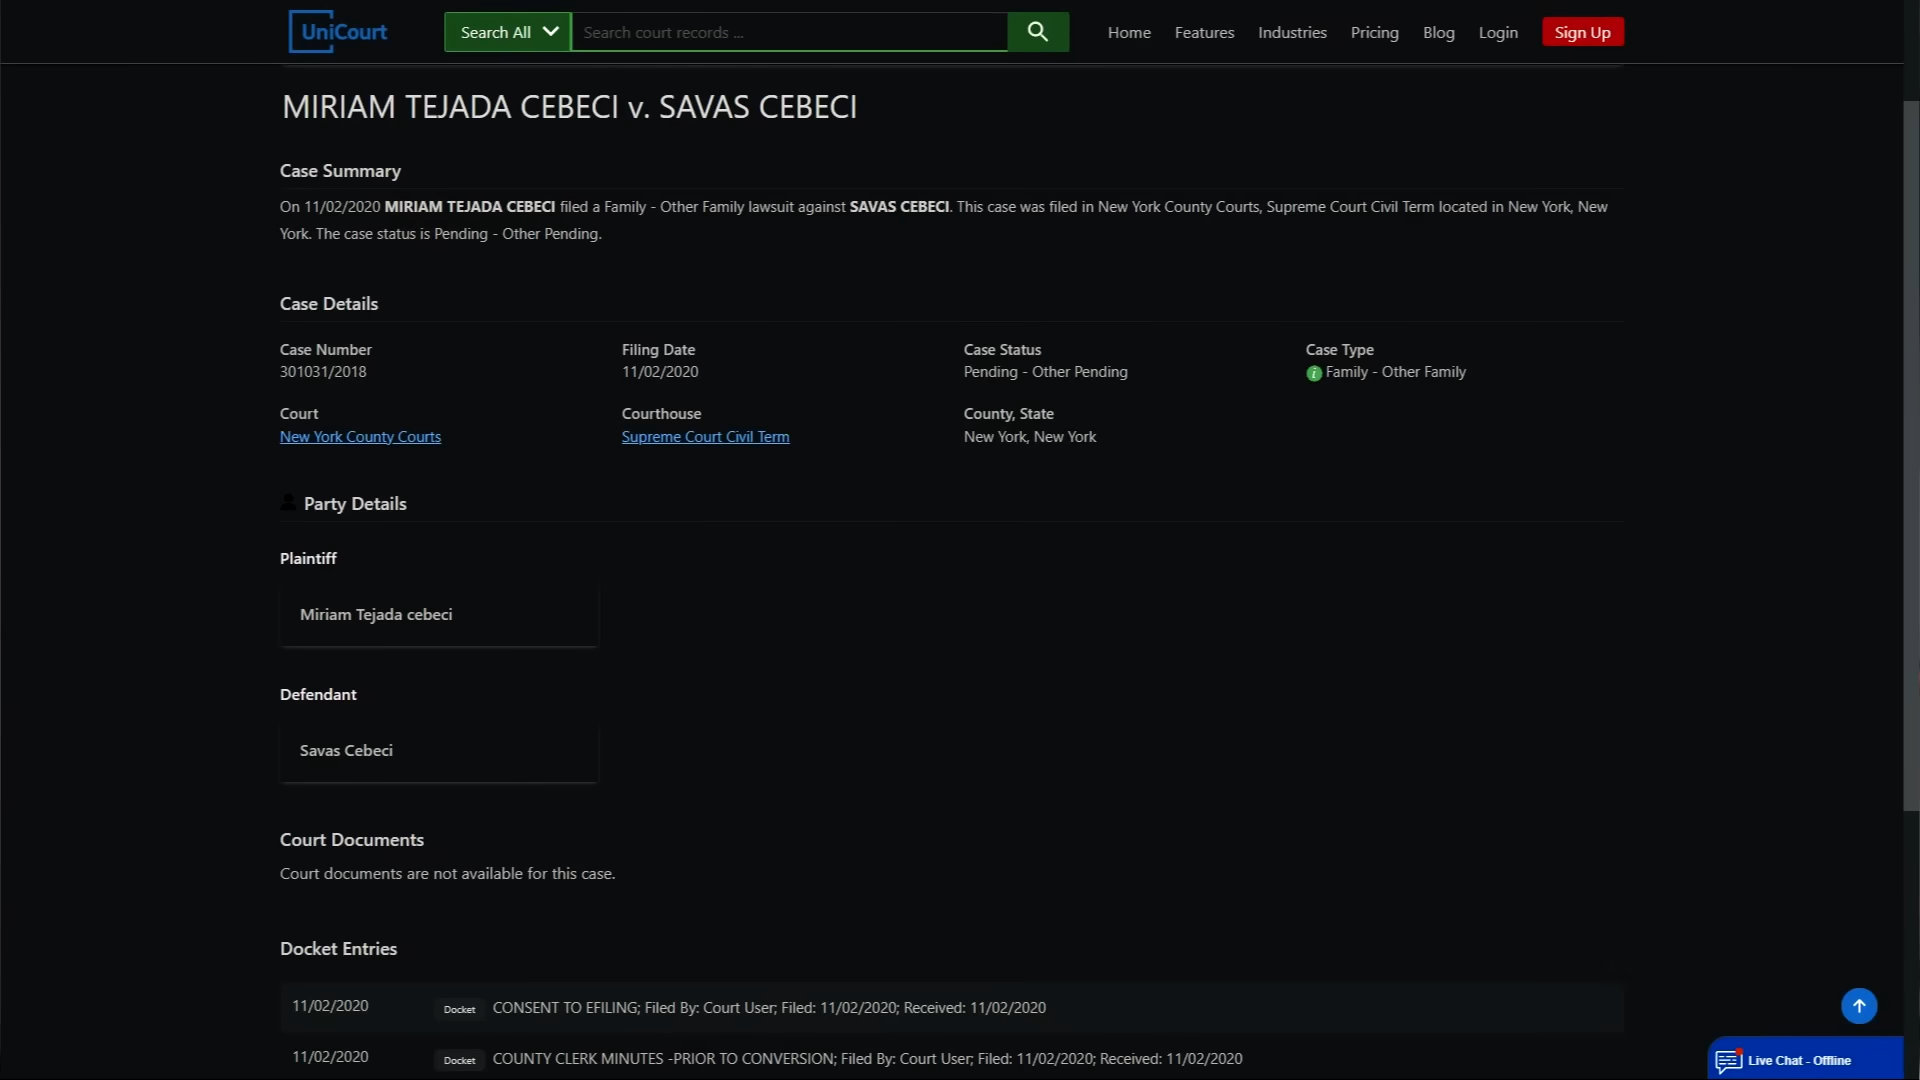 UniCourt
Search All
Search court records ...
Home
Features
Industries
Pricing
Blog
Login
Sign Up
MIRIAM TEJADA CEBECI v. SAVAS CEBECI
Case Summary
On 11/02/2020 MIRIAM TEJADA CEBECI filed a Family - Other Family lawsuit against SAVAS CEBECI. This case was filed in New York County Courts, Supreme Court Civil Term located in New York, New
York. The case status is Pending - Other Pending.
Case Details
Case Number
301031/2018
Filing Date
11/02/2020
Case Status
Pending - Other Pending
Case Type
Family - Other Family
Court
New York County Courts
Courthouse
Supreme Court Civil Term
County, State
New York, New York
Party Details
Plaintiff
Miriam Tejada cebeci
Defendant
Savas Cebeci
Court Documents
Court documents are not available for this case.
Docket Entries
11/02/2020 Docket CONSENT TO EFILING; Filed By: Court User; Filed: 11/02/2020; Received: 11/02/2020
11/02/2020 Docket COUNTY CLERK MINUTES -PRIOR TO CONVERSION; Filed By: Court User; Filed: 11/02/2020; Received: 11/02/2020
Live Chat - Offline